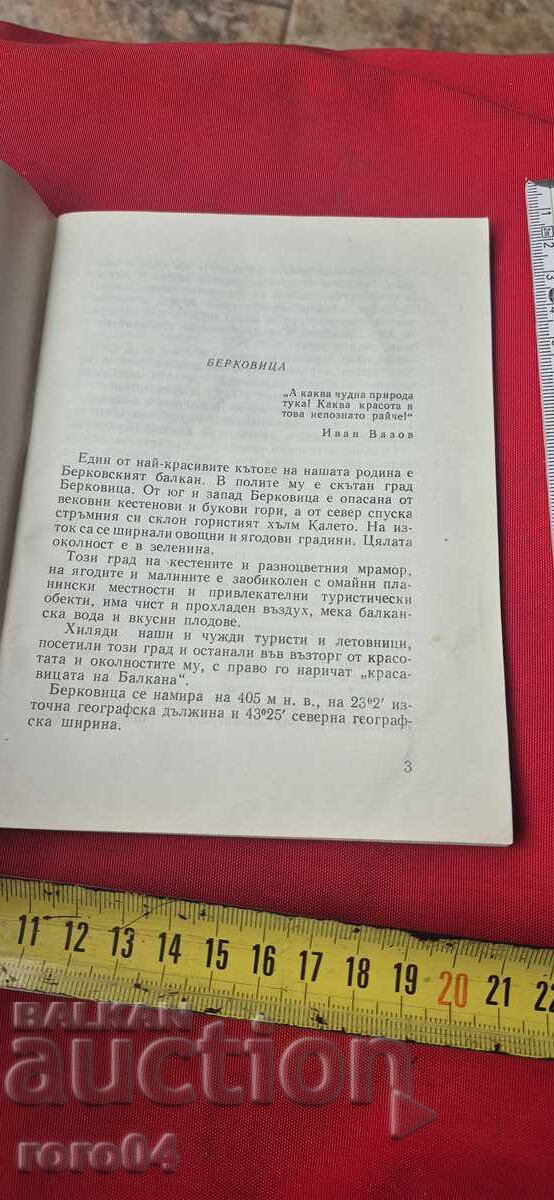 БЕРКОВИЦА
„А каква чудна природа
тука! Каква красота в
това непознато райче!“
Иван Вазов
Един от най-красивите кътове на нашата родина е
Берковският балкан. В полите му е скътан град
Берковица. От юг и запад Берковица е опасана от
вековни кестенови и букови гори, а от север спуска
стръмния си склон гористият хълм Калето. На из-
ток са се ширнали овощни и ягодови градини. Цялата
околност е в зеленина.
Този град на кестените и разноцветния мрамор,
на ягодите и малините е заобиколен с омайни пла-
нински местности и привлекателни туристически
обекти, има чист и прохладен въздух, мека балкан-
ска вода и вкусни плодове.
Хиляди наши и чужди туристи и летовници,
посетили този град и останали във възторг от красо-
тата и околностите му, с право го наричат „краса-
вицата на Балкана“.
Берковица се намира на 405 м н. в., на 23°2′ из-
точна географска дължина и 43°25′ северна географ-
ска ширина.
3
1 2 3 4
11 12 13 14 15 16 17 18 19 20 21 22
BALKAN
auction
roro04